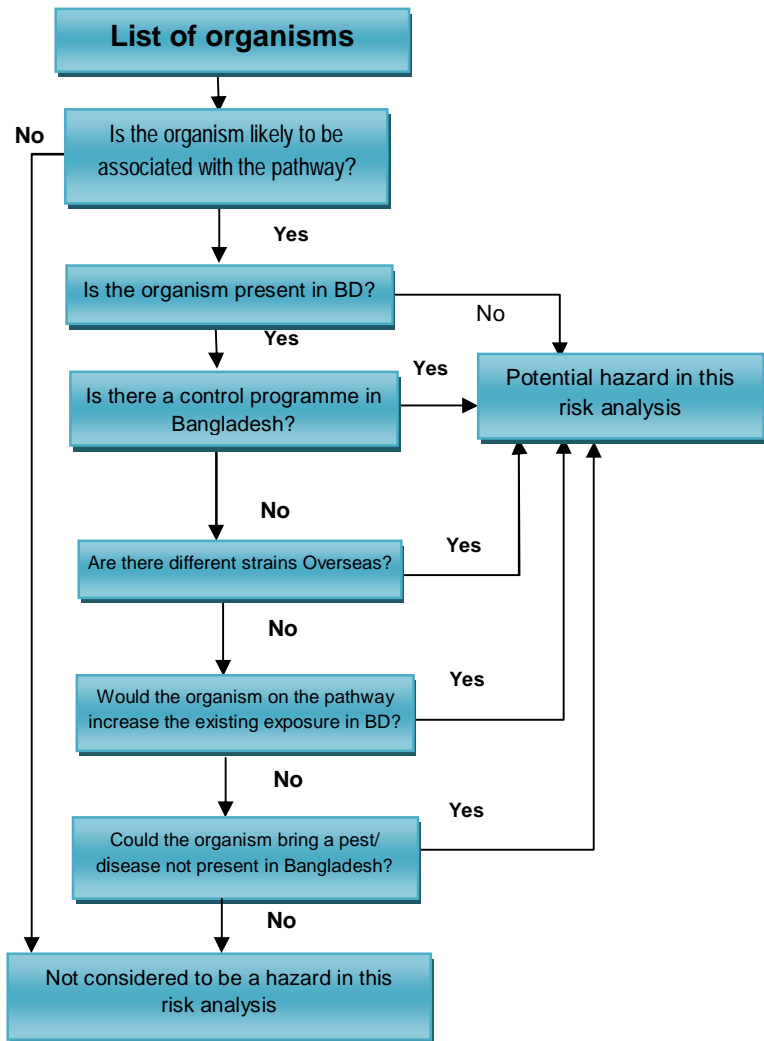 List of organisms
No
Is the organism likely to be
associated with the pathway?
Yes
Is the organism present in BD?
No
Yes
Is there a control programme in
Bangladesh?
Yes
Potential hazard in this
risk analysis
No
Are there different strains Overseas?
Yes
No
Would the organism on the pathway
increase the existing exposure in BD?
Yes
No
Could the organism bring a pest/
disease not present in Bangladesh?
Yes
No
Not considered to be a hazard in this
risk analysis